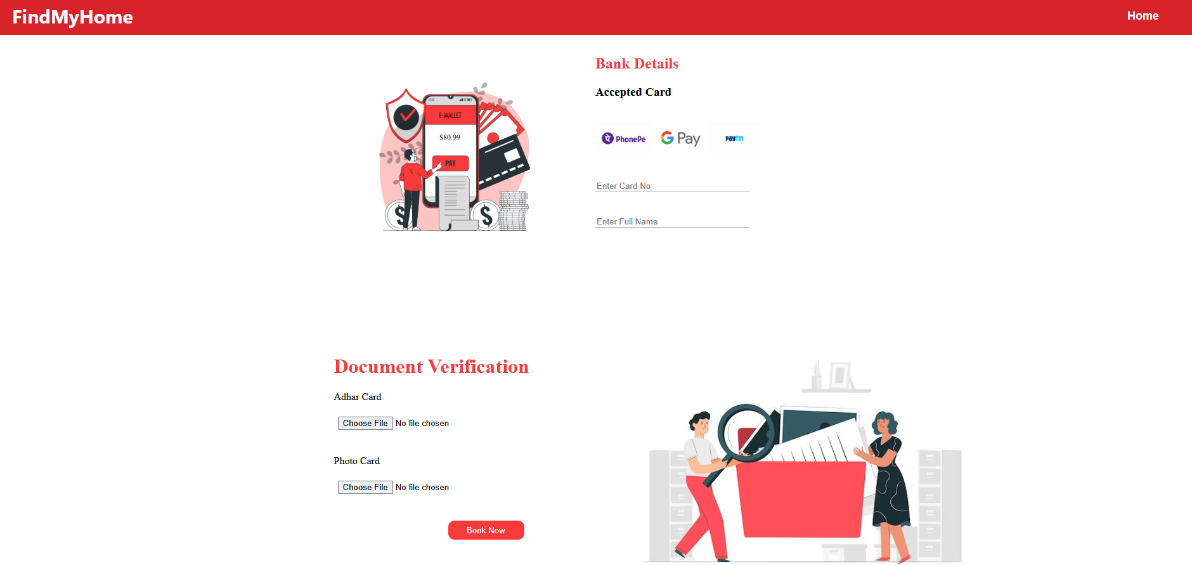 FindMyHome
Home
Bank Details
Accepted Card
E-WALLET
$80.99
PAY
PhonePe
G Pay
paytm
Enter Card No
Enter Full Name
Document Verification
Adhar Card
Choose File No file chosen
Photo Card
Choose File No file chosen
Book Now